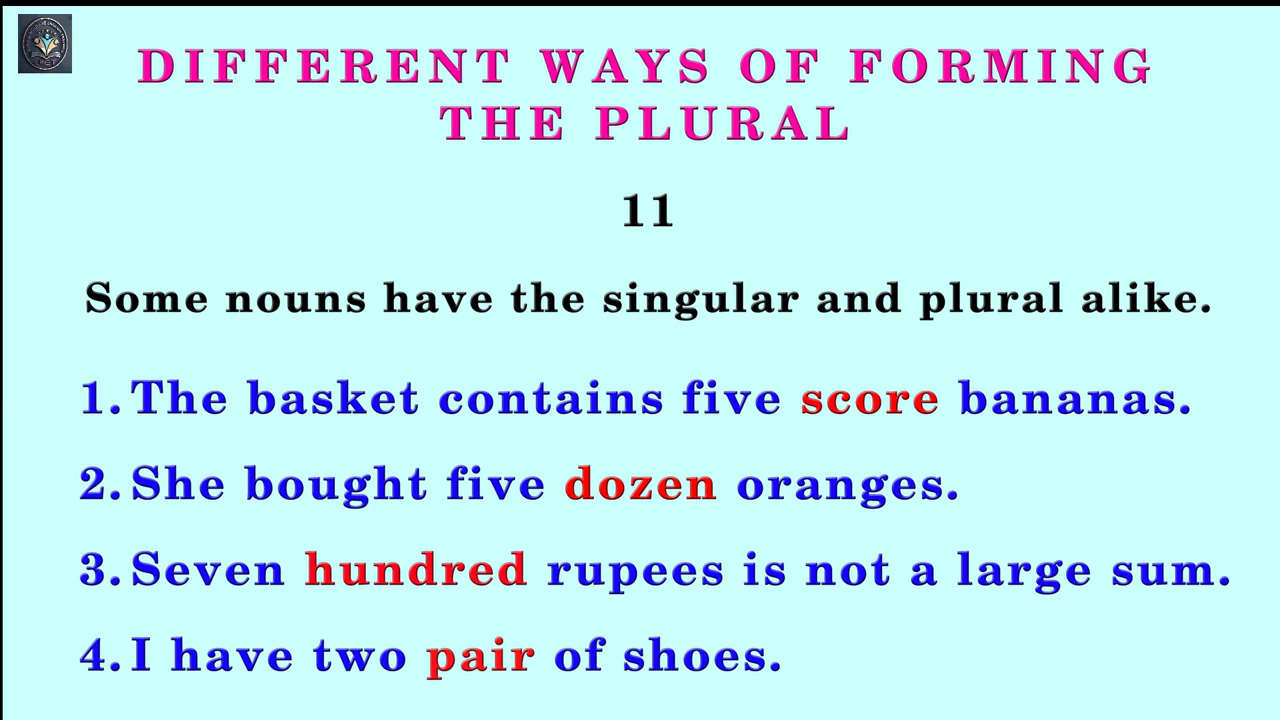 DIFFERENT WAYS OF FORMING
THE PLURAL
11
Some nouns have the singular and plural alike.
1. The basket contains five score bananas.
2. She bought five dozen oranges.
3. Seven hundred rupees is not a large sum.
4. I have two pair of shoes.